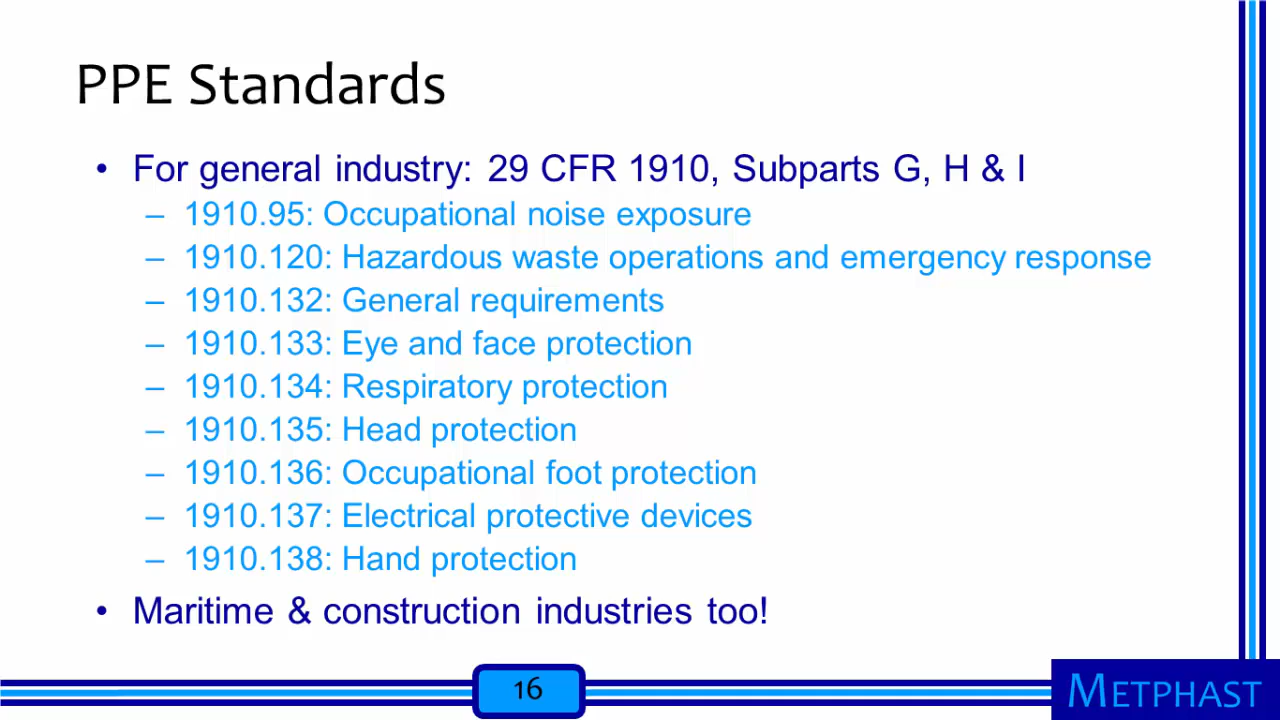 PPE Standards
• For general industry: 29 CFR 1910, Subparts G, H & I
– 1910.95: Occupational noise exposure
– 1910.120: Hazardous waste operations and emergency response
– 1910.132: General requirements
– 1910.133: Eye and face protection
– 1910.134: Respiratory protection
– 1910.135: Head protection
– 1910.136: Occupational foot protection
– 1910.137: Electrical protective devices
– 1910.138: Hand protection
• Maritime & construction industries too!
16
METPHAST